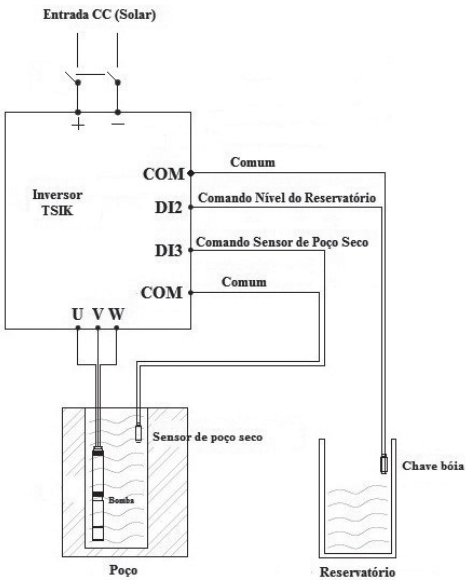 Entrada CC (Solar)
+ −
COM
Comum
Inversor
TSIK
DI2
Comando Nível do Reservatório
DI3
Comando Sensor de Poço Seco
COM
Comum
U V W
Sensor de poço seco
Chave bóia
Bomba
Poço
Reservatório